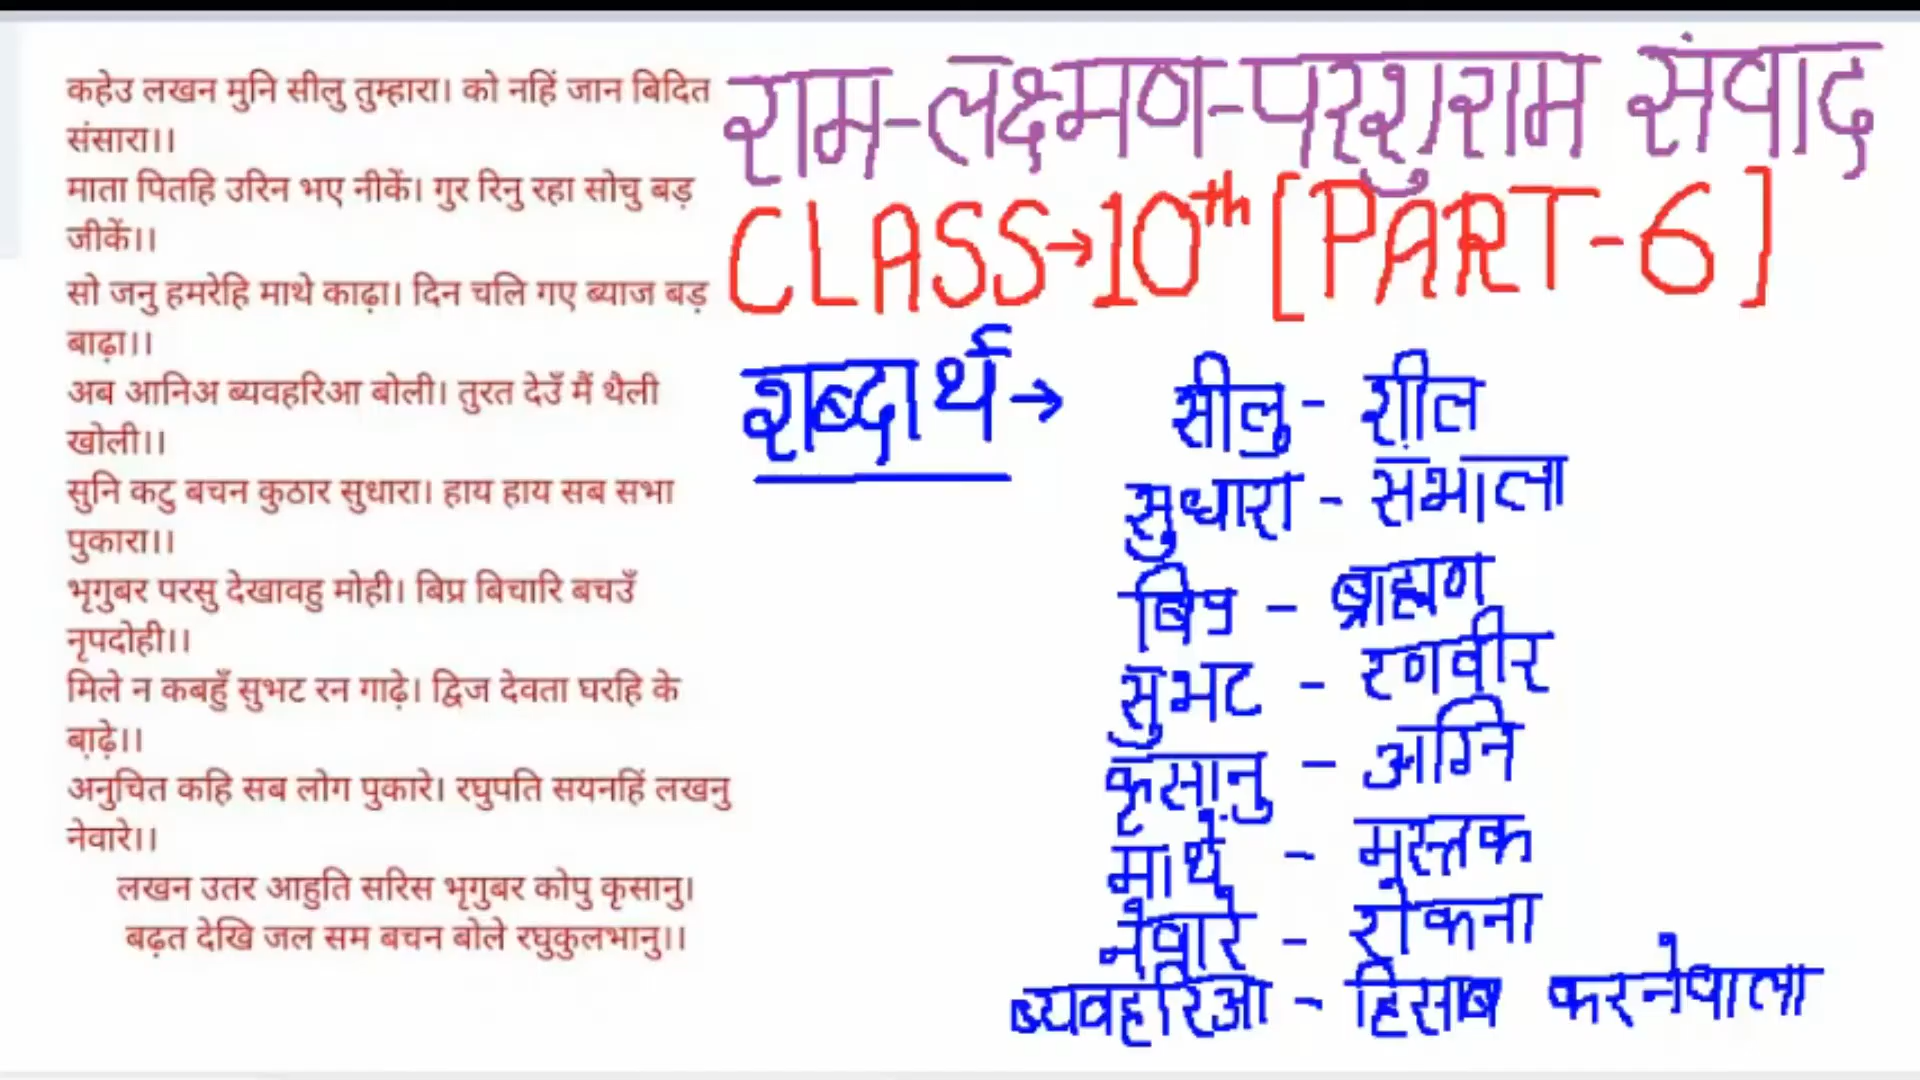 कहेउ लखन मुनि सीलु तुम्हारा। को नहिं जान बिदित
संसारा।।
माता पितहि उरिन भए नीकें। गुर रिनु रहा सोचु बड़
जीकें।।
सो जनु हमरेहि माथे काढ़ा। दिन चलि गए ब्याज बड़
बाढ़ा।।
अब आनिअ ब्यवहरिआ बोली। तुरत देउँ मैं थैली
खोली।।
सुनि कटु बचन कुठार सुधारा। हाय हाय सब सभा
पुकारा।।
भृगुबर परसु देखावहु मोही। बिप्र बिचारि बचउँ
नृपदोही।।
मिले न कबहुँ सुभट रन गाढ़े। द्विज देवता घरहि के
बाढ़े।।
अनुचित कहि सब लोग पुकारे। रघुपति सयनहिं लखनु
नेवारे।।
लखन उतर आहुति सरिस भृगुबर कोपु कृसानु।
बढ़त देखि जल सम बचन बोले रघुकुलभानु।।
राम-लक्ष्मण-परशुराम संवाद
CLASS→10th [PART-6]
शब्दार्थ →
सीलु - शील
सुधारा - संभाला
बिप्र - ब्राह्मण
सुभट - रणवीर
कृसानु - अग्नि
माथे - मस्तक
नेवारे - रोकना
ब्यवहरिआ - हिसाब करनेवाला